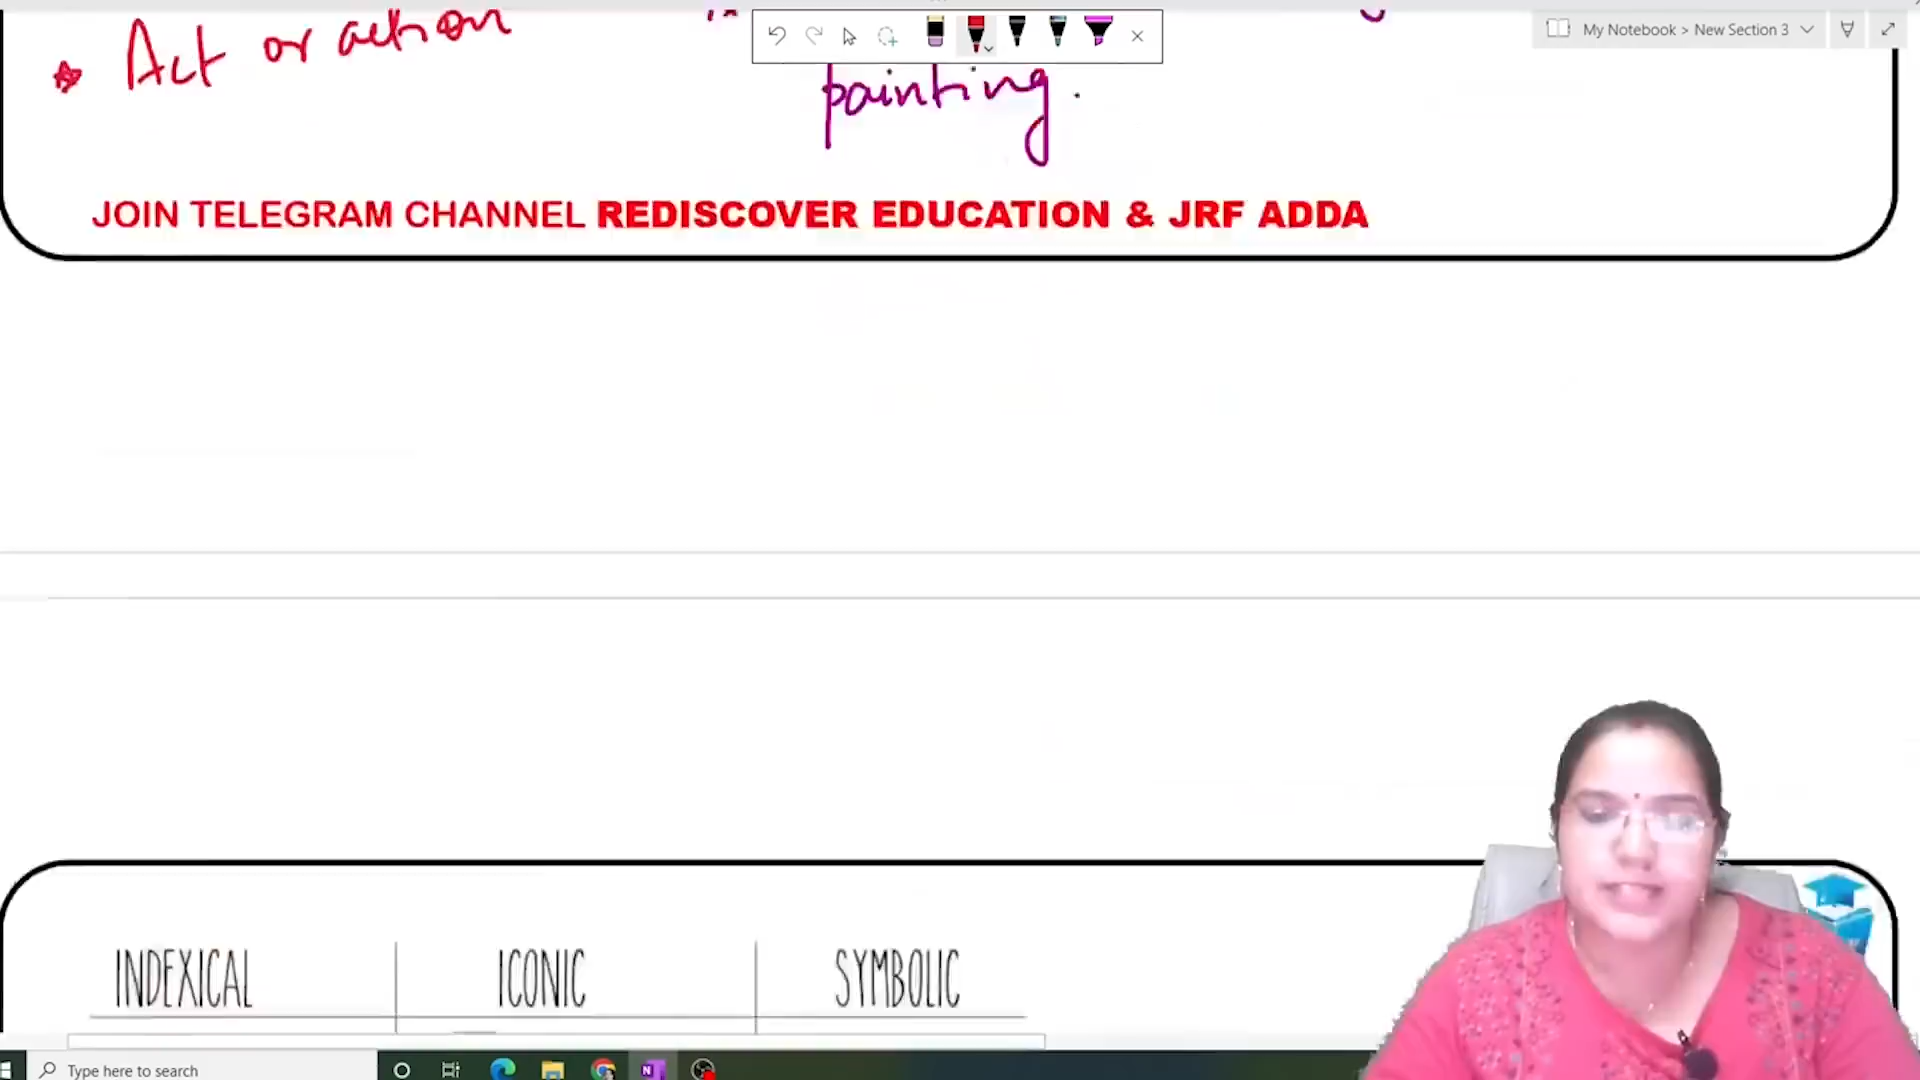 My Notebook > New Section 3
Act or action
painting.
JOIN TELEGRAM CHANNEL REDISCOVER EDUCATION & JRF ADDA
INDEXICAL
ICONIC
SYMBOLIC
Type here to search